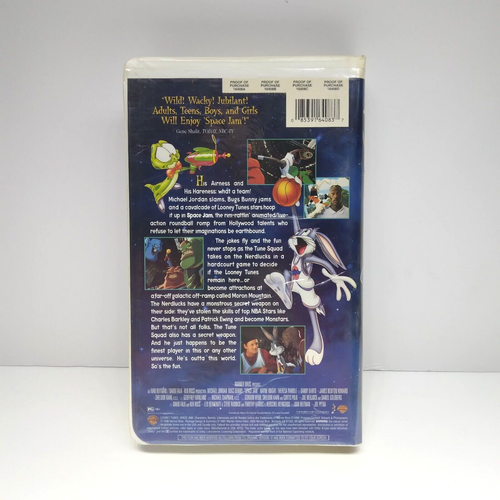 PROOF OF PURCHASE PROOF OF PURCHASE PROOF OF PURCHASE PROOF OF PURCHASE
"Wild! Wacky! Jubilant!
Adults, Teens, Boys, and Girls
Will Enjoy 'Space Jam'!"
Gene Shalit, TODAY, NBC-TV
85391 64083
His Airness and
His Hareness: what a team!
Michael Jordan slams, Bugs Bunny jams
and a cavalcade of Looney Tunes stars hoop
it up in Space Jam, the rim-rattlin' animated/live-
action roundball romp from Hollywood talents who
refuse to let their imaginations be earthbound.
The jokes fly and the fun
never stops as the Tune Squad
takes on the Nerdlucks in a
hardcourt game to decide
if the Looney Tunes
remain here...or
become attractions at
a far-off galactic off-ramp called Moron Mountain.
The Nerdlucks have a monstrous secret weapon on
their side: they've stolen the skills of top NBA Stars like
Charles Barkley and Patrick Ewing and become Monstars.
But that's not all folks. The Tune
Squad also has a secret weapon.
And he just happens to be the
finest player in this or any other
universe. He's outta this world.
So's the fun.
WARNER BROS.
PG